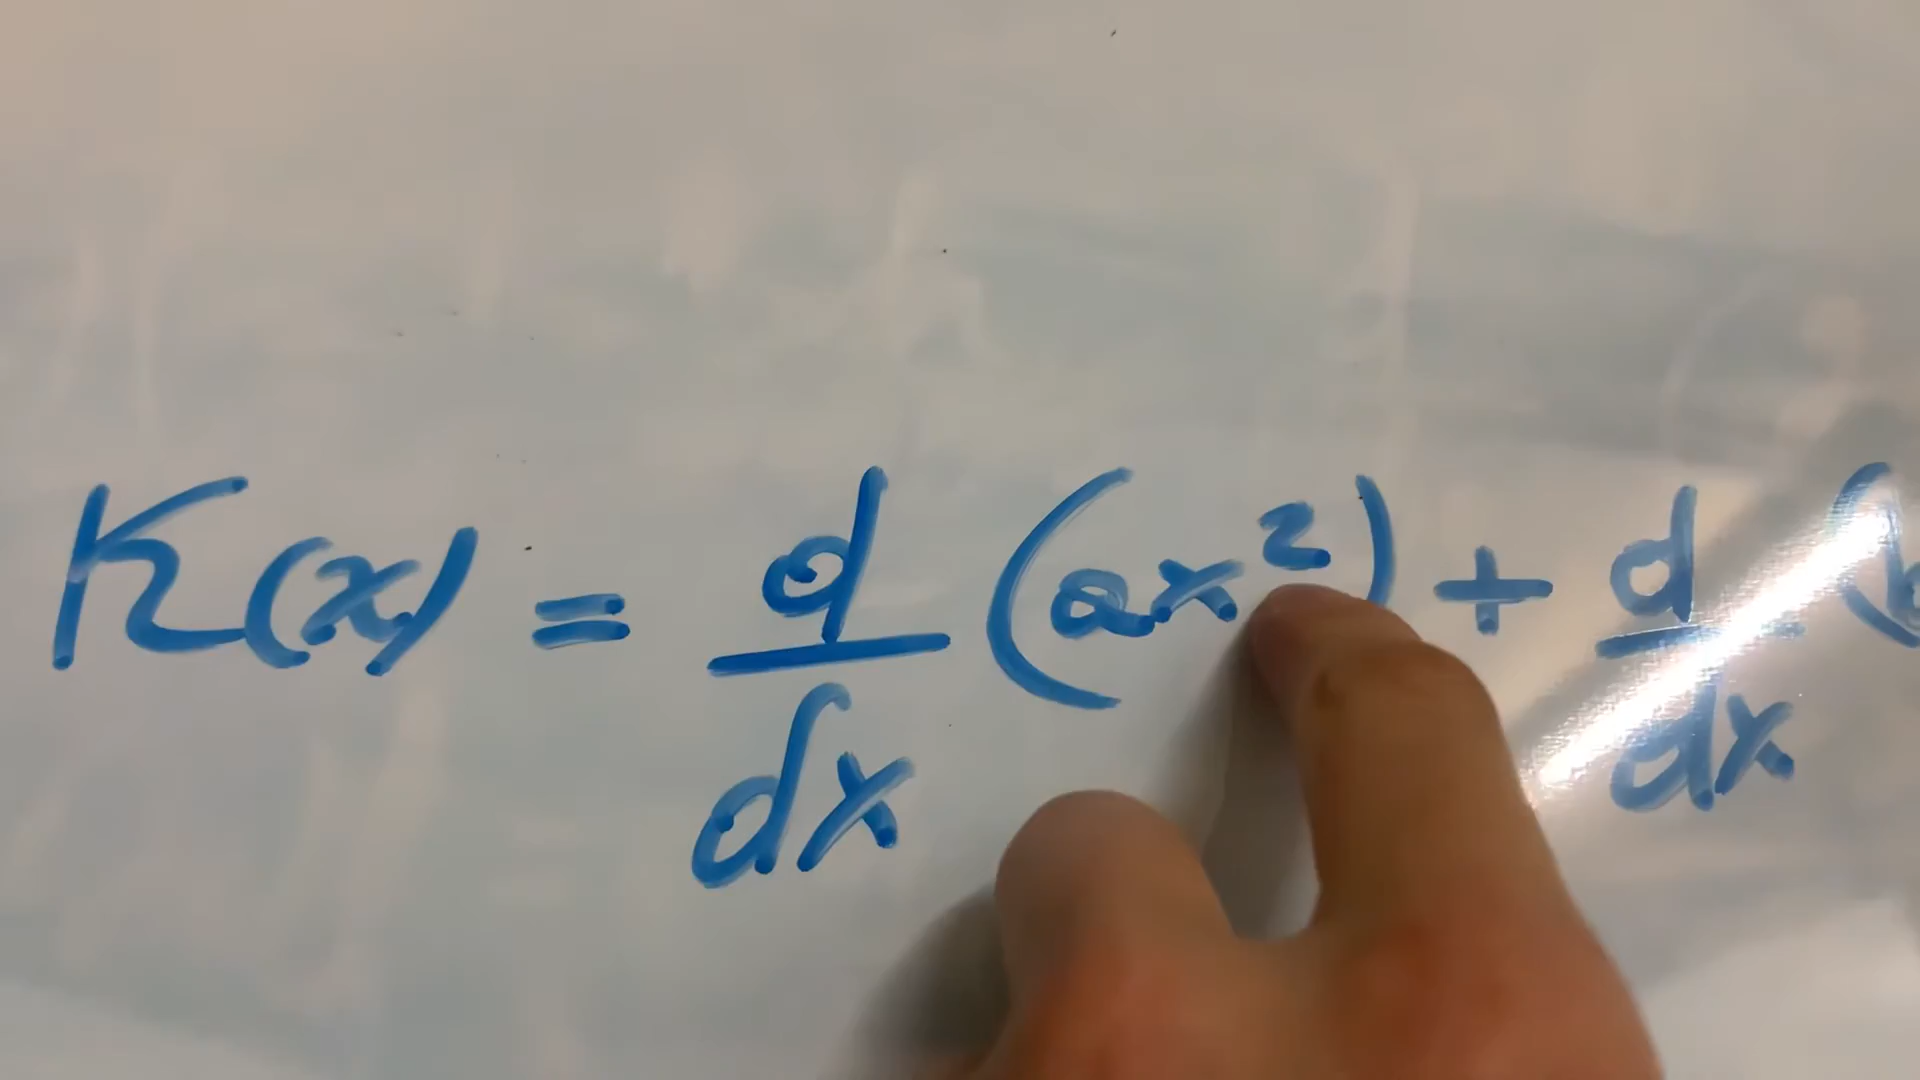 K(x) = d/dx (ax²) + d/dx (